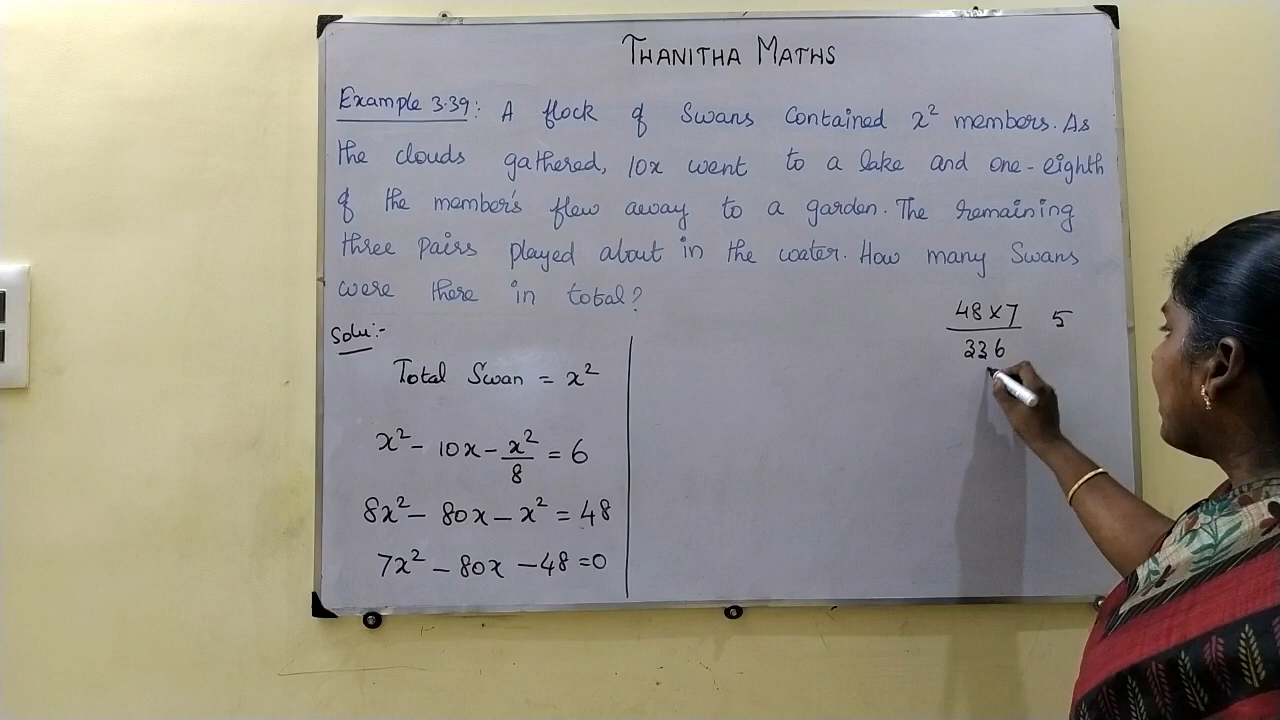 THANITHA MATHS
Example 3.39: A flock of Swans Contained x² members. As
the clouds gathered, 10x went to a lake and one-eighth
of the member's flew away to a garden. The remaining
three pairs played about in the water. How many Swans
were there in total?
Solu:-
Total Swan = x²
x² - 10x - x²/8 = 6
8x² - 80x - x² = 48
7x² - 80x - 48 = 0
48 x 7 5
336